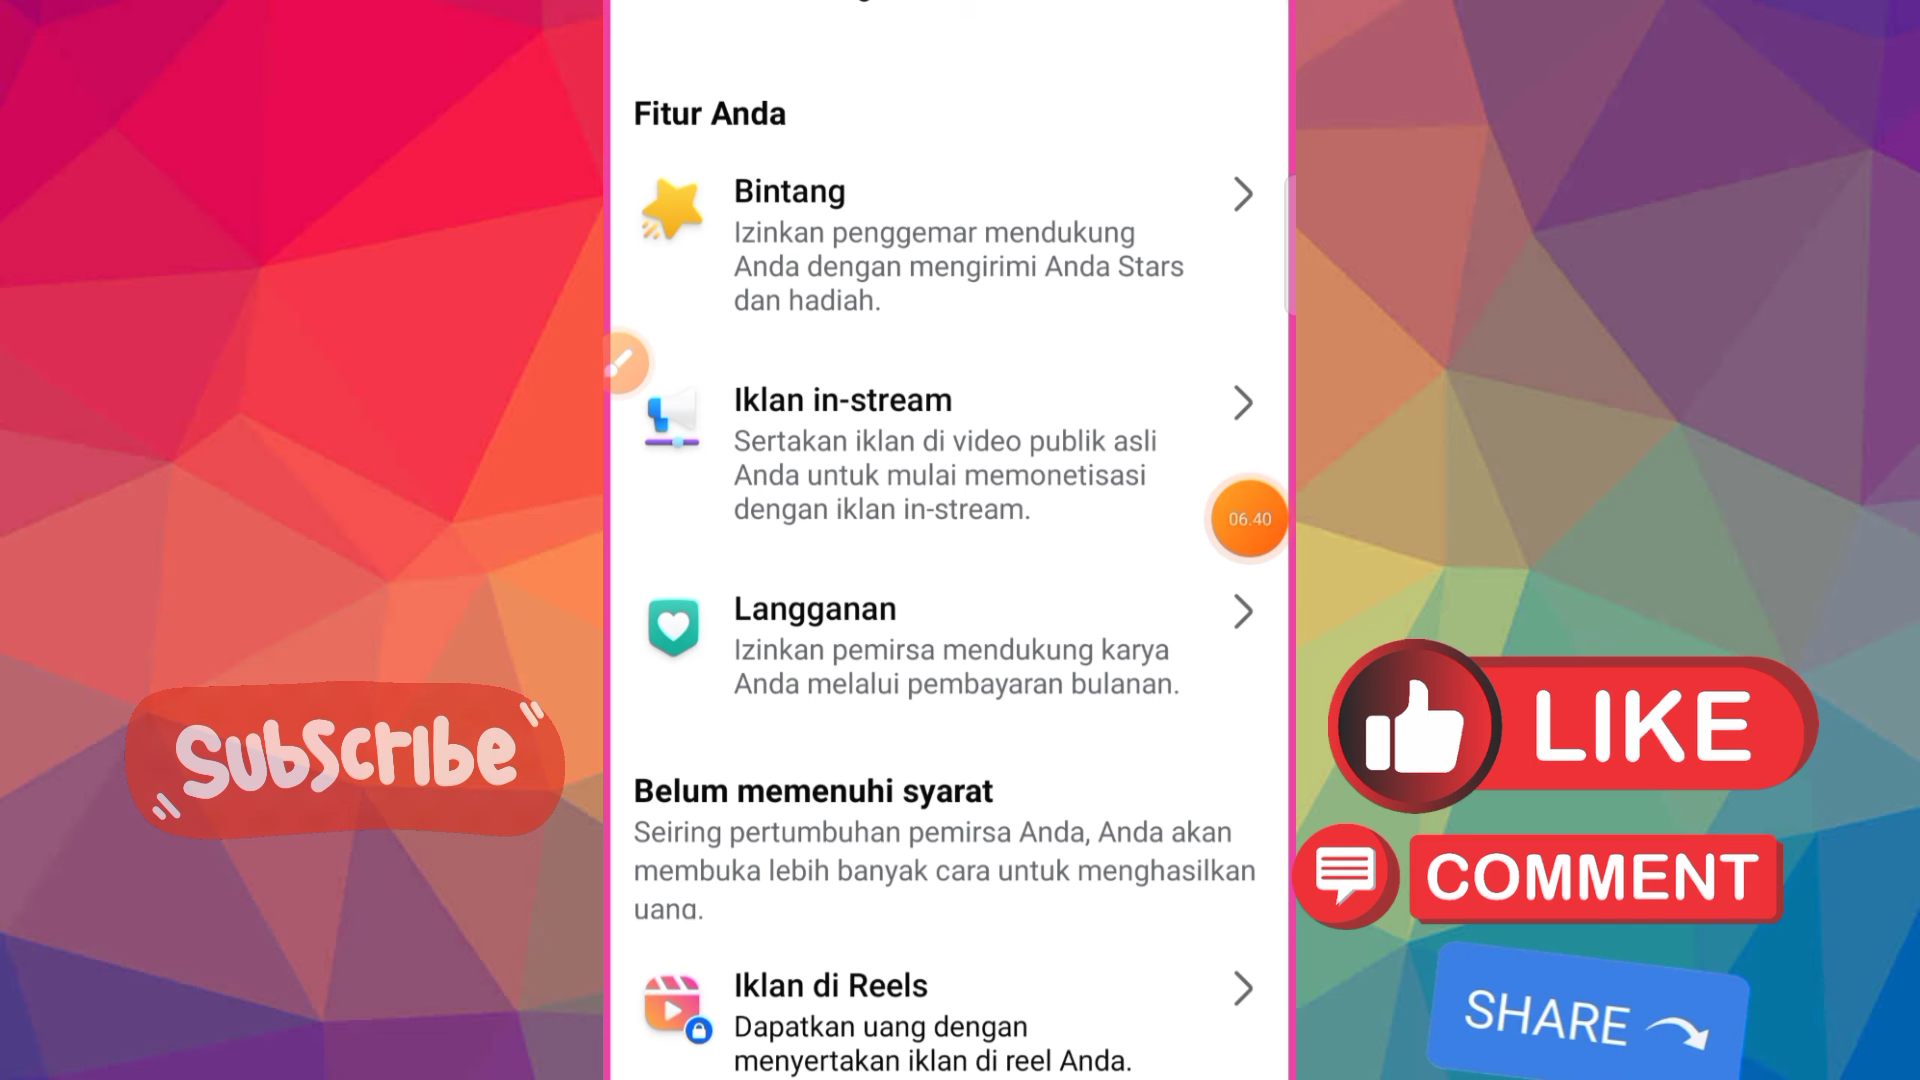 Fitur Anda
Bintang
Izinkan penggemar mendukung
Anda dengan mengirimi Anda Stars
dan hadiah.
Iklan in-stream
Sertakan iklan di video publik asli
Anda untuk mulai memonetisasi
dengan iklan in-stream.
06.40
Langganan
Izinkan pemirsa mendukung karya
Anda melalui pembayaran bulanan.
Belum memenuhi syarat
Seiring pertumbuhan pemirsa Anda, Anda akan
membuka lebih banyak cara untuk menghasilkan
uang.
Iklan di Reels
Dapatkan uang dengan
menyertakan iklan di reel Anda.
Subscribe
LIKE
COMMENT
SHARE